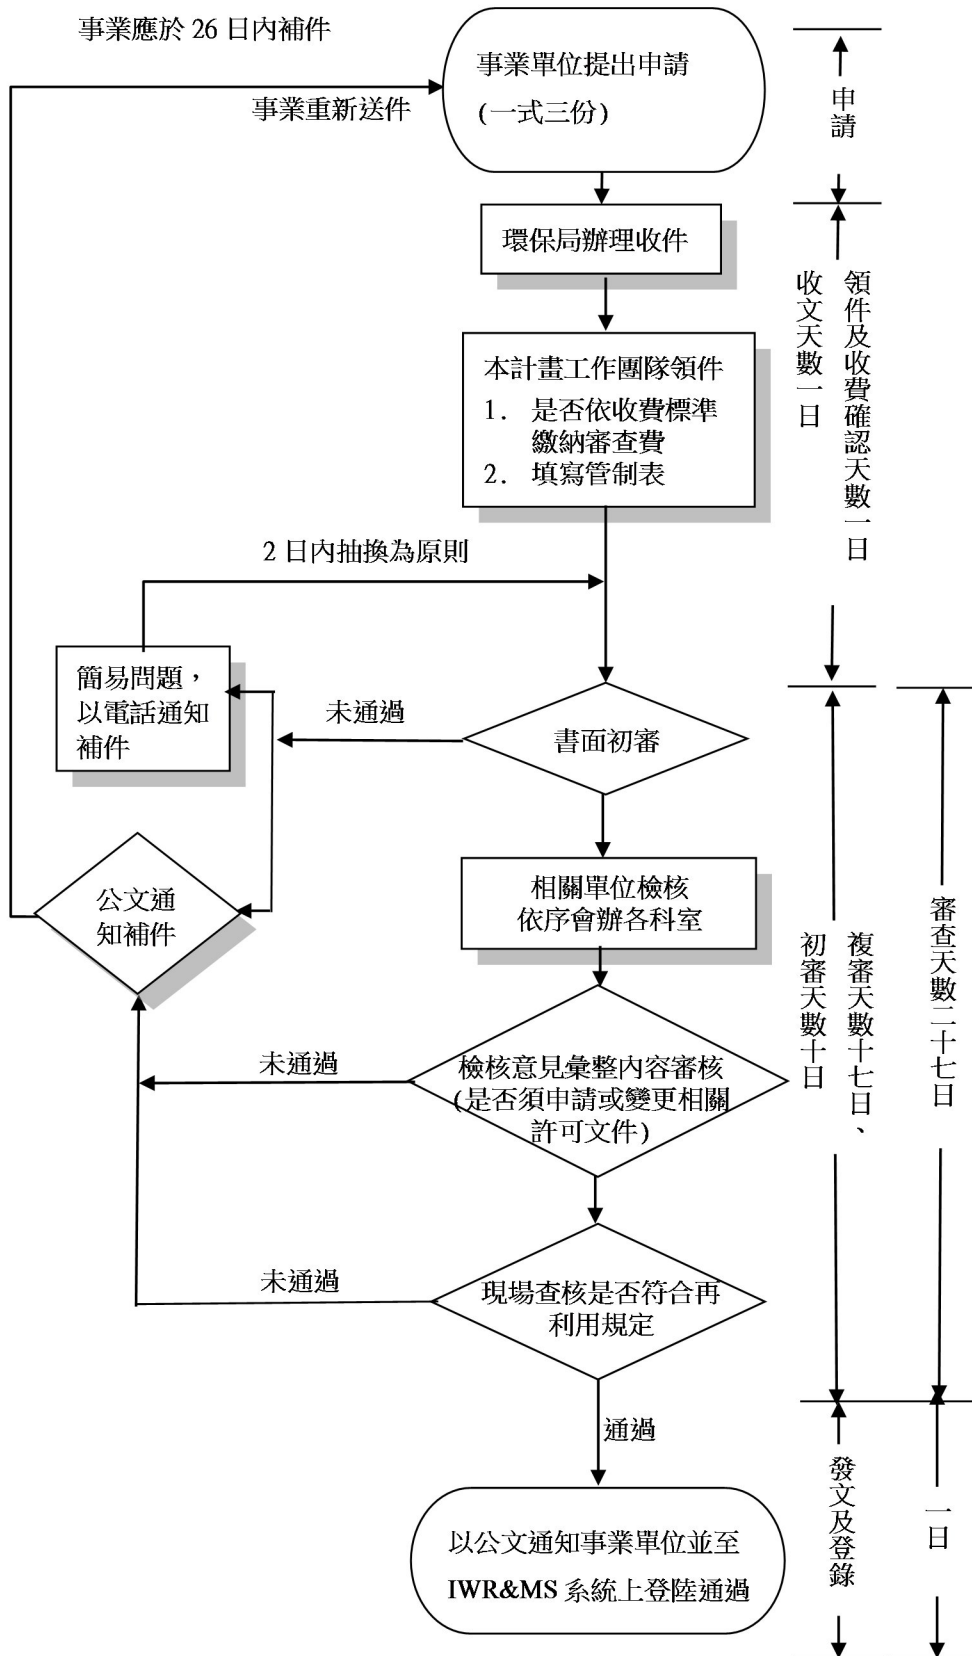 事業應於 26 日內補件
事業重新送件
事業單位提出申請
(一式三份)
申請
環保局辦理收件
本計畫工作團隊領件
1. 是否依收費標準
繳納審查費
2. 填寫管制表
領件及收費確認天數一日
收文天數一日
2 日內抽換為原則
簡易問題，
以電話通知
補件
未通過
書面初審
公文通
知補件
相關單位檢核
依序會辦各科室
複審天數十七日、
初審天數十日
審查天數二十七日
未通過
檢核意見彙整內容審核
(是否須申請或變更相關
許可文件)
未通過
現場查核是否符合再
利用規定
通過
以公文通知事業單位並至
IWR&MS 系統上登陸通過
發文及登錄
一日